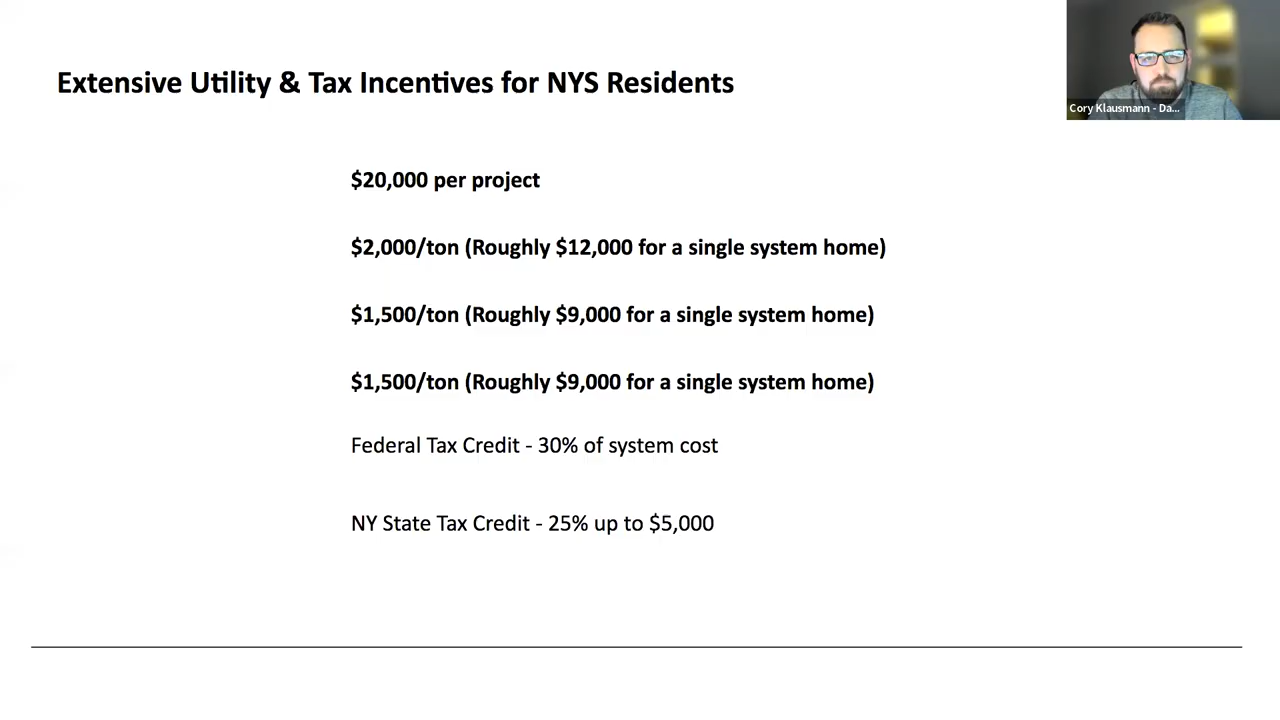 Extensive Utility & Tax Incentives for NYS Residents
Cory Klausmann - Da...
$20,000 per project
$2,000/ton (Roughly $12,000 for a single system home)
$1,500/ton (Roughly $9,000 for a single system home)
$1,500/ton (Roughly $9,000 for a single system home)
Federal Tax Credit - 30% of system cost
NY State Tax Credit - 25% up to $5,000